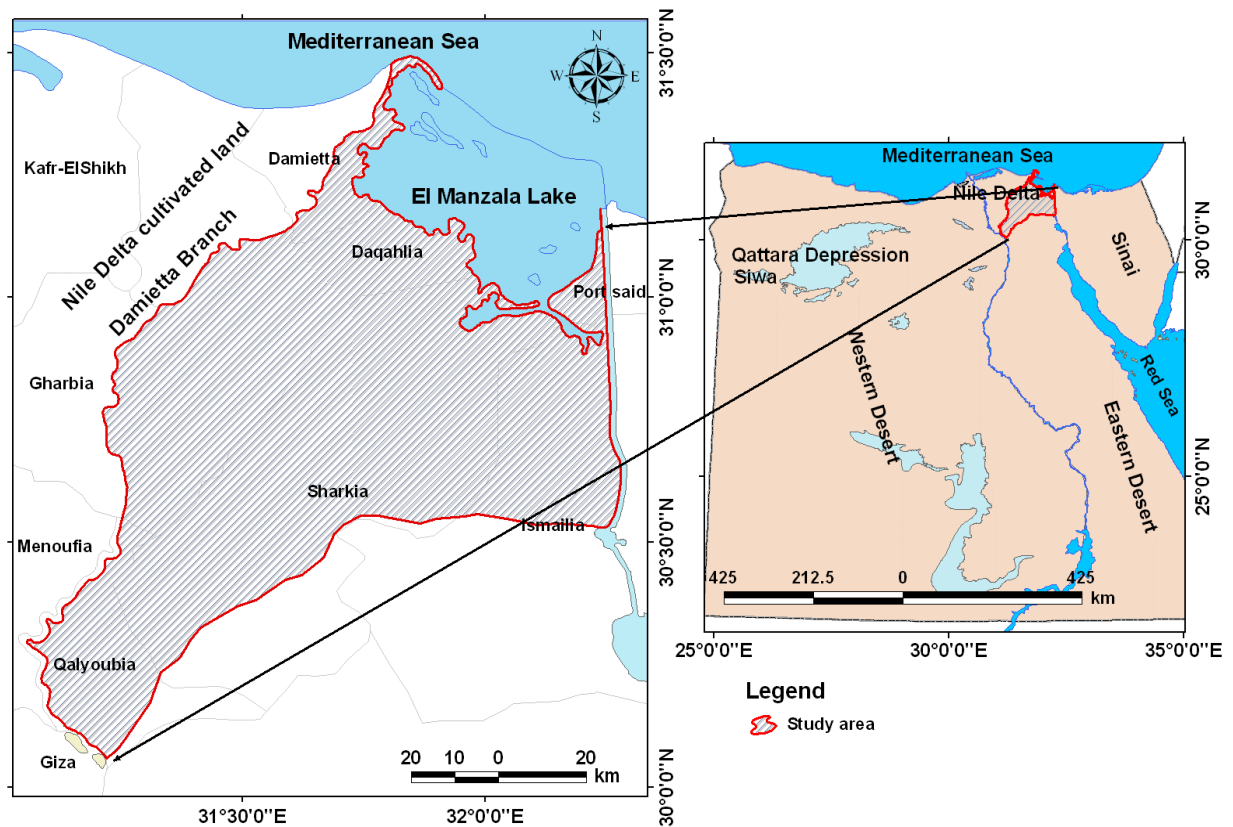 Mediterranean Sea
N
W
E
S
31°30'0"N
Kafr-ElShikh
Nile Delta cultivated land
Damietta Branch
Damietta
El Manzala Lake
Daqahlia
Port said
31°0'0"N
Gharbia
Sharkia
Ismailia
Menoufia
30°30'0"N
Qalyoubia
Giza
20 10 0 20
km
30°0'0"N
31°30'0"E
32°0'0"E
Mediterranean Sea
Nile Delta
Sinai
30°0'0"N
Qattara Depression
Siwa
Western Desert
Red Sea
Eastern Desert
25°0'0"N
425 212.5 0 425
km
25°0'0"E
30°0'0"E
35°0'0"E
Legend
Study area